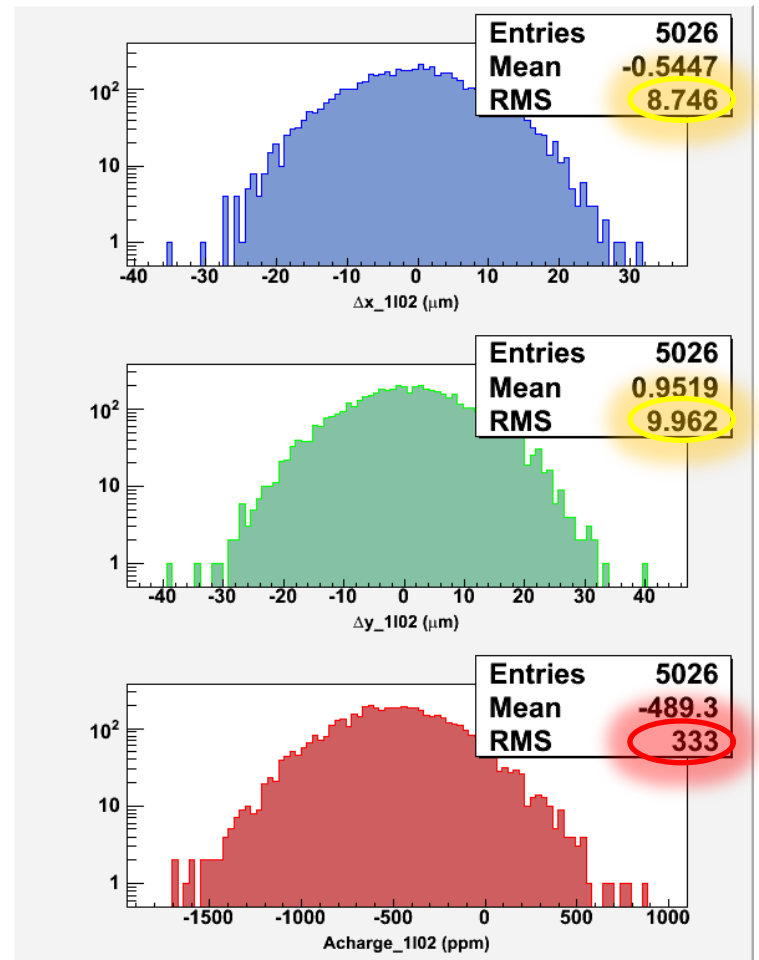 Entries 5026
Mean -0.5447
RMS 8.746
10²
10
1
-40 -30 -20 -10 0 10 20 30
Δx_1I02 (μm)
Entries 5026
Mean 0.9519
RMS 9.962
10²
10
1
-40 -30 -20 -10 0 10 20 30 40
Δy_1I02 (μm)
Entries 5026
Mean -489.3
RMS 333
10²
10
1
-1500 -1000 -500 0 500 1000
Acharge_1I02 (ppm)